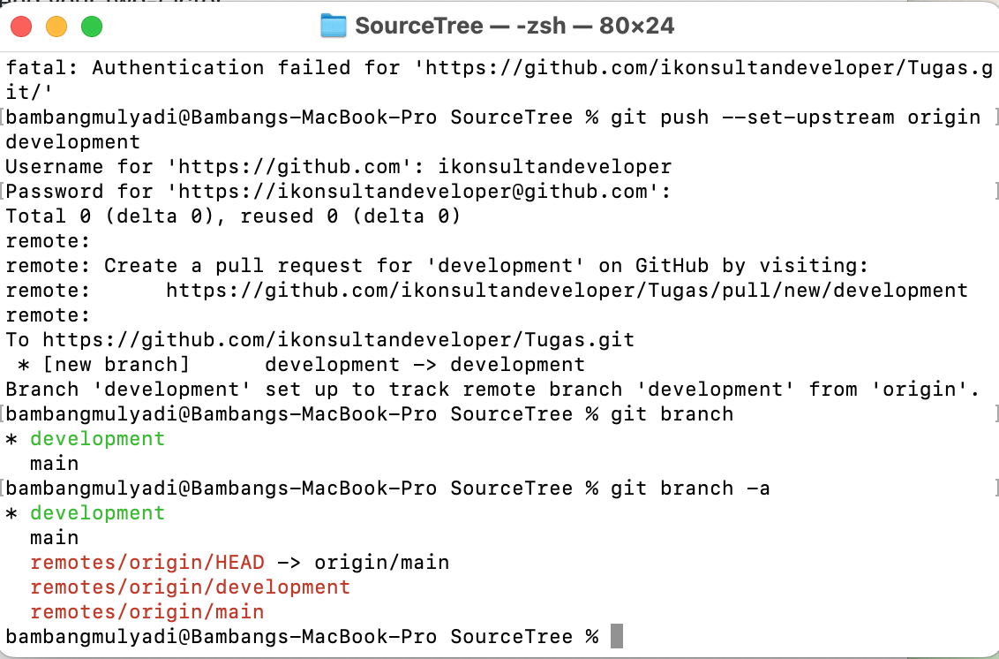 SourceTree — -zsh — 80×24
fatal: Authentication failed for 'https://github.com/ikonsultandeveloper/Tugas.g
it/'
[bambangmulyadi@Bambangs-MacBook-Pro SourceTree % git push --set-upstream origin ]
development
Username for 'https://github.com': ikonsultandeveloper
[Password for 'https://ikonsultandeveloper@github.com': ]
Total 0 (delta 0), reused 0 (delta 0)
remote:
remote: Create a pull request for 'development' on GitHub by visiting:
remote:      https://github.com/ikonsultandeveloper/Tugas/pull/new/development
remote:
To https://github.com/ikonsultandeveloper/Tugas.git
 * [new branch]      development -> development
Branch 'development' set up to track remote branch 'development' from 'origin'.
[bambangmulyadi@Bambangs-MacBook-Pro SourceTree % git branch ]
* development
  main
[bambangmulyadi@Bambangs-MacBook-Pro SourceTree % git branch -a ]
* development
  main
  remotes/origin/HEAD -> origin/main
  remotes/origin/development
  remotes/origin/main
bambangmulyadi@Bambangs-MacBook-Pro SourceTree %